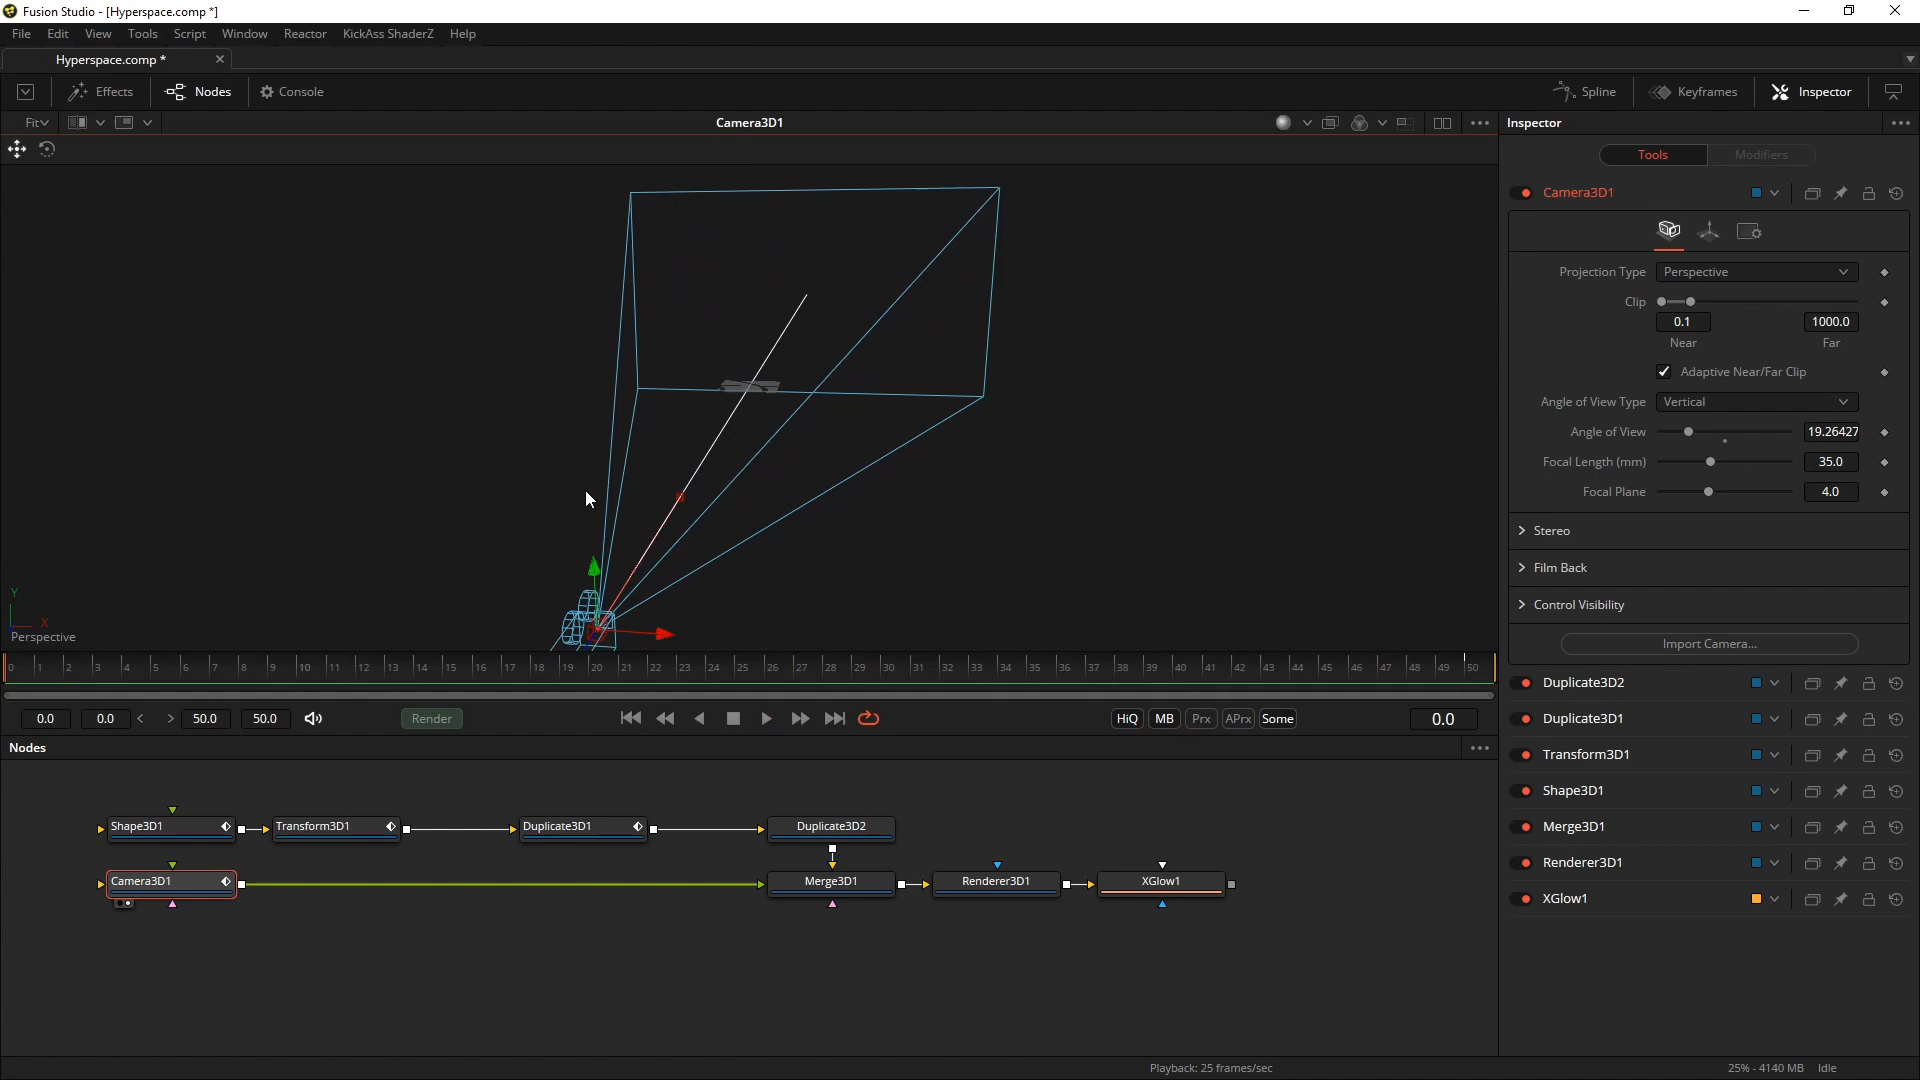 Fusion Studio - [Hyperspace.comp *]
File Edit View Tools Script Window Reactor KickAss ShaderZ Help
Hyperspace.comp *
Effects Nodes Console Spline Keyframes Inspector
Fit Camera3D1 Inspector
Tools Modifiers
Camera3D1
Projection Type Perspective
Clip
0.1 1000.0
Near Far
Adaptive Near/Far Clip
Angle of View Type Vertical
Angle of View 19.26427
Focal Length (mm) 35.0
Focal Plane 4.0
Stereo
Film Back
Control Visibility
Import Camera...
Y
X
Perspective
0 1 2 3 4 5 6 7 8 9 10 11 12 13 14 15 16 17 18 19 20 21 22 23 24 25 26 27 28 29 30 31 32 33 34 35 36 37 38 39 40 41 42 43 44 45 46 47 48 49 50
0.0 0.0 < > 50.0 50.0 Render HiQ MB Prx APrx Some 0.0
Nodes
Shape3D1 Transform3D1 Duplicate3D1 Duplicate3D2
Camera3D1 Merge3D1 Renderer3D1 XGlow1
Duplicate3D2
Duplicate3D1
Transform3D1
Shape3D1
Merge3D1
Renderer3D1
XGlow1
Playback: 25 frames/sec 25% - 4140 MB Idle